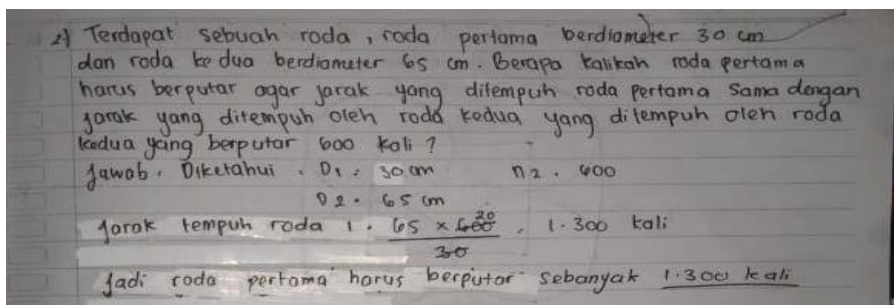 2) Terdapat sebuah roda, roda pertama berdiameter 30 cm
dan roda kedua berdiameter 65 cm. Berapa kalikah roda pertama
harus berputar agar jarak yang ditempuh roda pertama sama dengan
jarak yang ditempuh oleh roda kedua yang ditempuh oleh roda
kedua yang berputar 600 kali?
Jawab. Diketahui : D1 = 30 cm n2. 600
D2. 65 cm
Jarak tempuh roda 1. 65 × 600 20 . 1.300 kali
30
Jadi roda pertama harus berputar sebanyak 1.300 kali